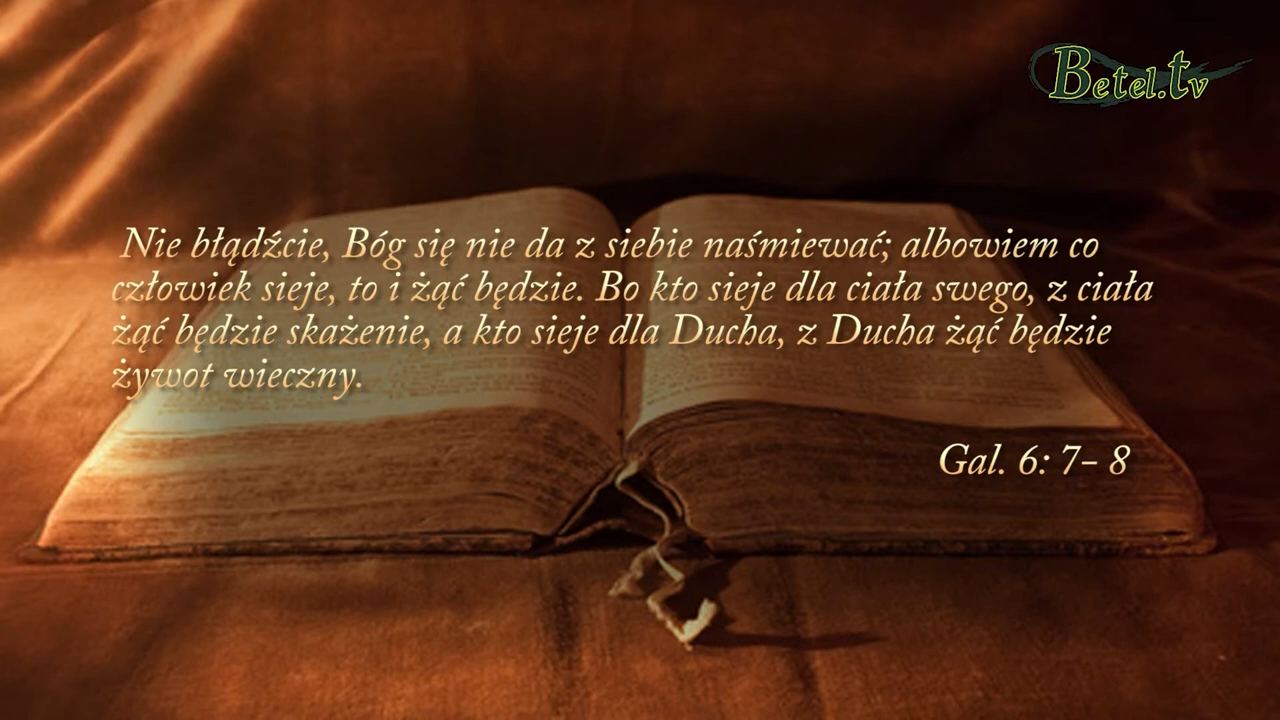 Betel.tv
Nie błądźcie, Bóg się nie da z siebie naśmiewać; albowiem co
człowiek sieje, to i żąć będzie. Bo kto sieje dla ciała swego, z ciała
żąć będzie skażenie, a kto sieje dla Ducha, z Ducha żąć będzie
żywot wieczny.
Gal. 6: 7- 8